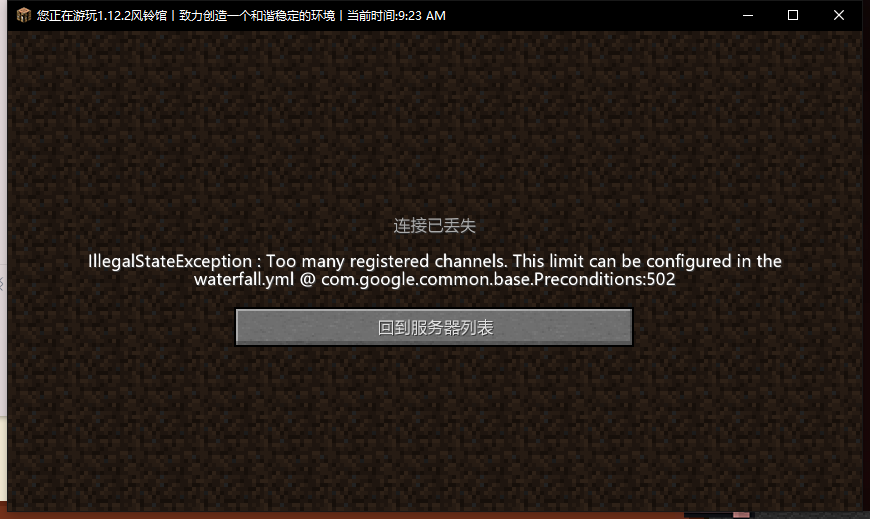 您正在游玩1.12.2风铃馆丨致力创造一个和谐稳定的环境丨当前时间:9:23 AM
连接已丢失
IllegalStateException : Too many registered channels. This limit can be configured in the
waterfall.yml @ com.google.common.base.Preconditions:502
回到服务器列表